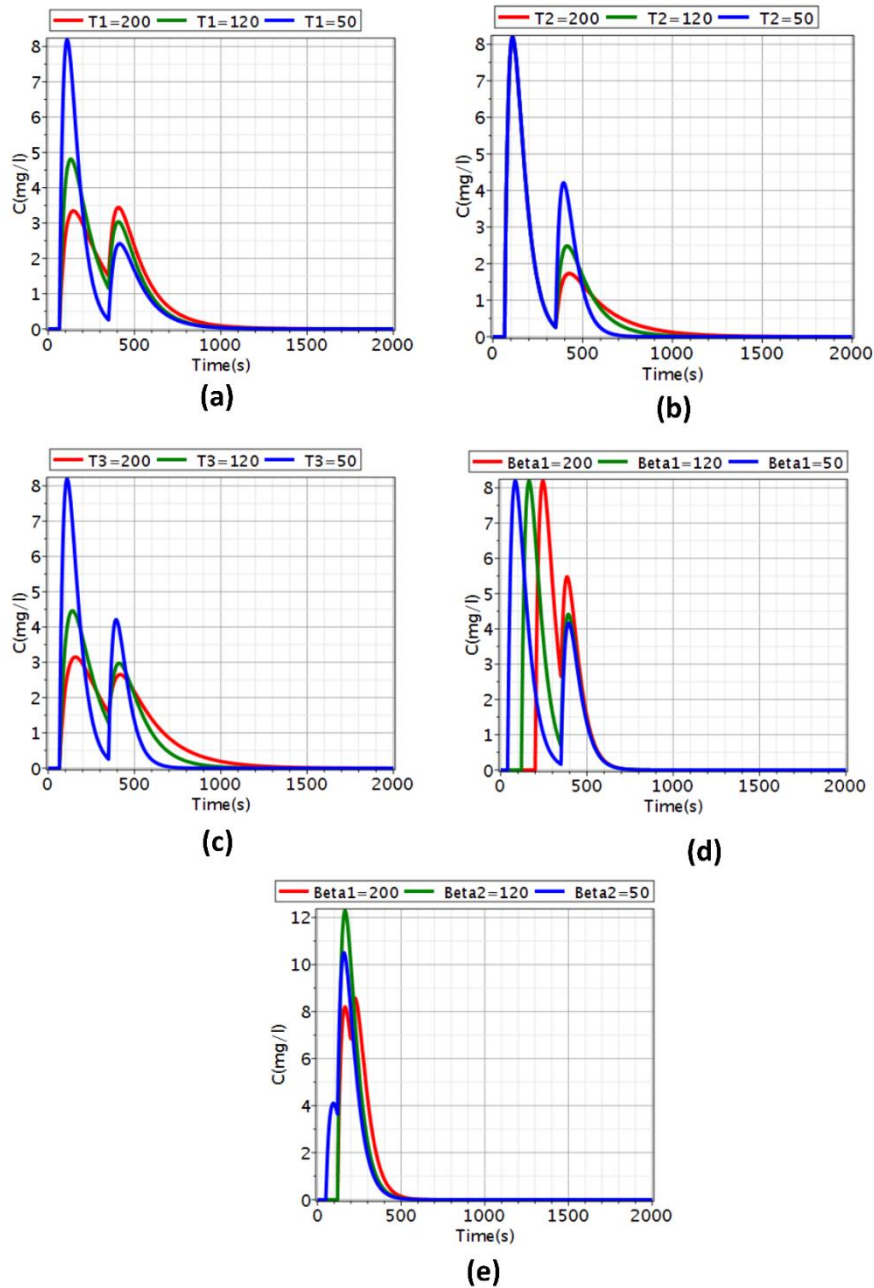 T1=200 T1=120 T1=50
8
7
6
5
4
3
2
1
0
C(mg/l)
0 500 1000 1500 2000
Time(s)
(a)
T2=200 T2=120 T2=50
8
7
6
5
4
3
2
1
0
C(mg/l)
0 500 1000 1500 2000
Time(s)
(b)
T3=200 T3=120 T3=50
8
7
6
5
4
3
2
1
0
C(mg/l)
0 500 1000 1500 2000
Time(s)
(c)
Beta1=200 Beta1=120 Beta1=50
8
7
6
5
4
3
2
1
0
C(mg/l)
0 500 1000 1500 2000
Time(s)
(d)
Beta1=200 Beta2=120 Beta2=50
12
10
8
6
4
2
0
C(mg/l)
0 500 1000 1500 2000
Time(s)
(e)